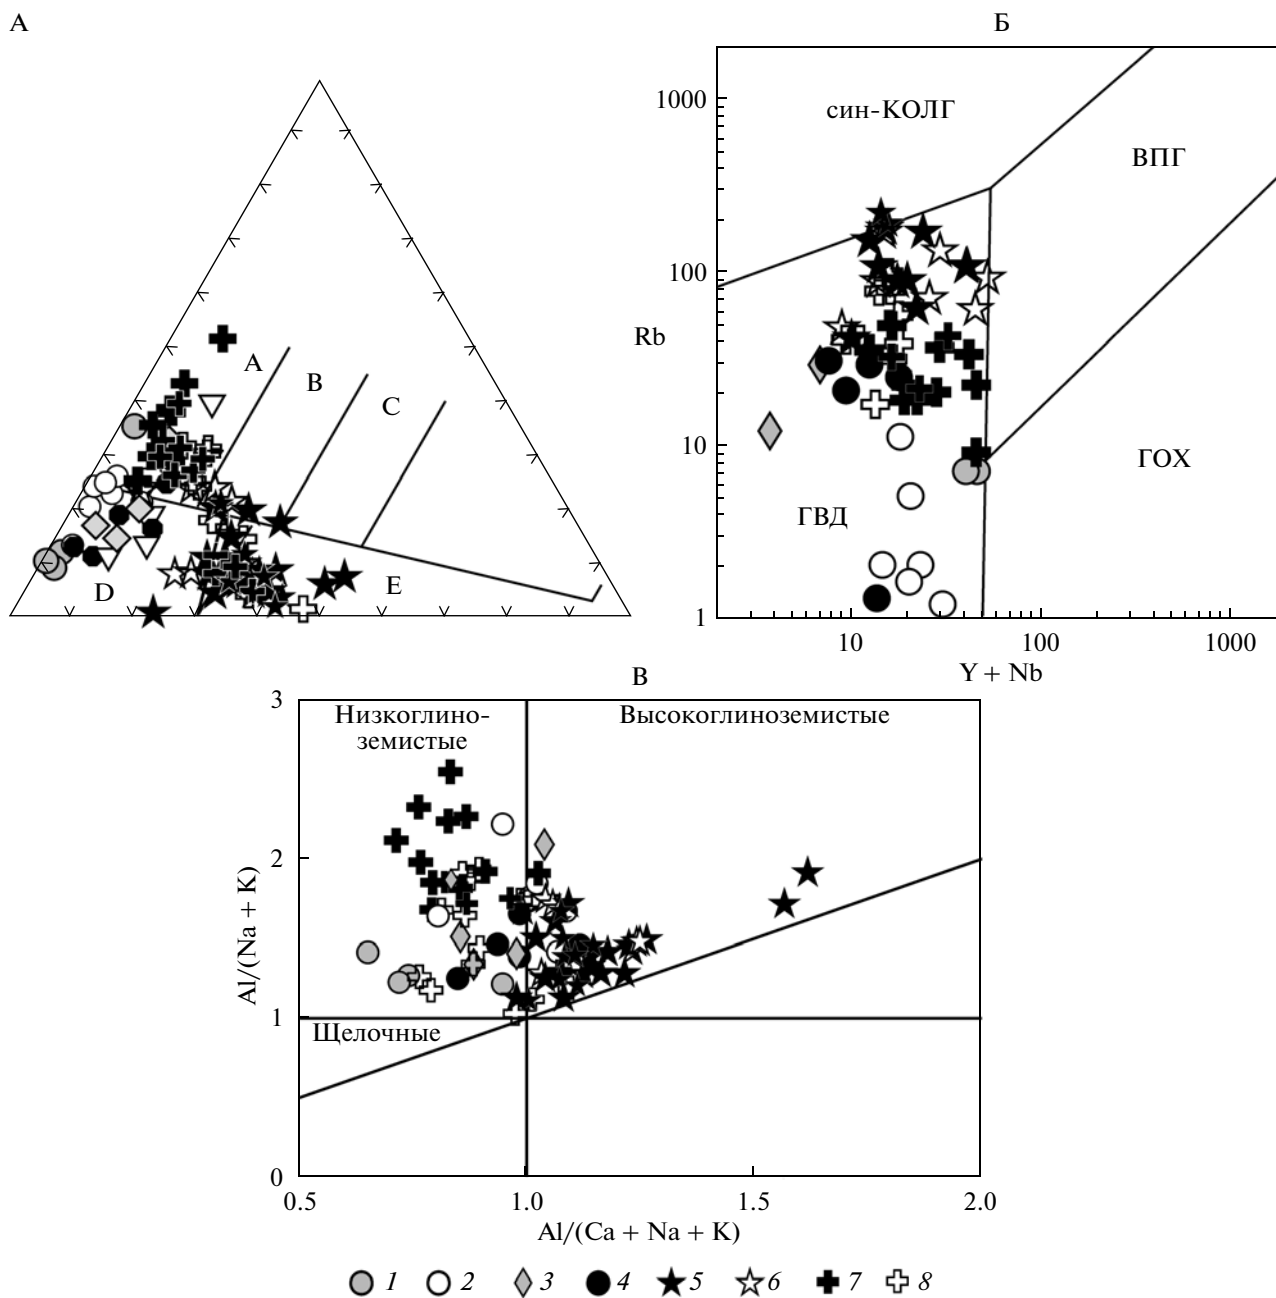 А
Б
A
B
C
D
E
син-КОЛГ
ВПГ
ГОХ
ГВД
Rb
1000
100
10
1
10
100
1000
Y + Nb
В
Низкоглино-
земистые
Высокоглиноземистые
Щелочные
Al/(Na + K)
3
2
1
0
0.5
1.0
1.5
2.0
Al/(Ca + Na + K)
1 2 3 4 5 6 7 8